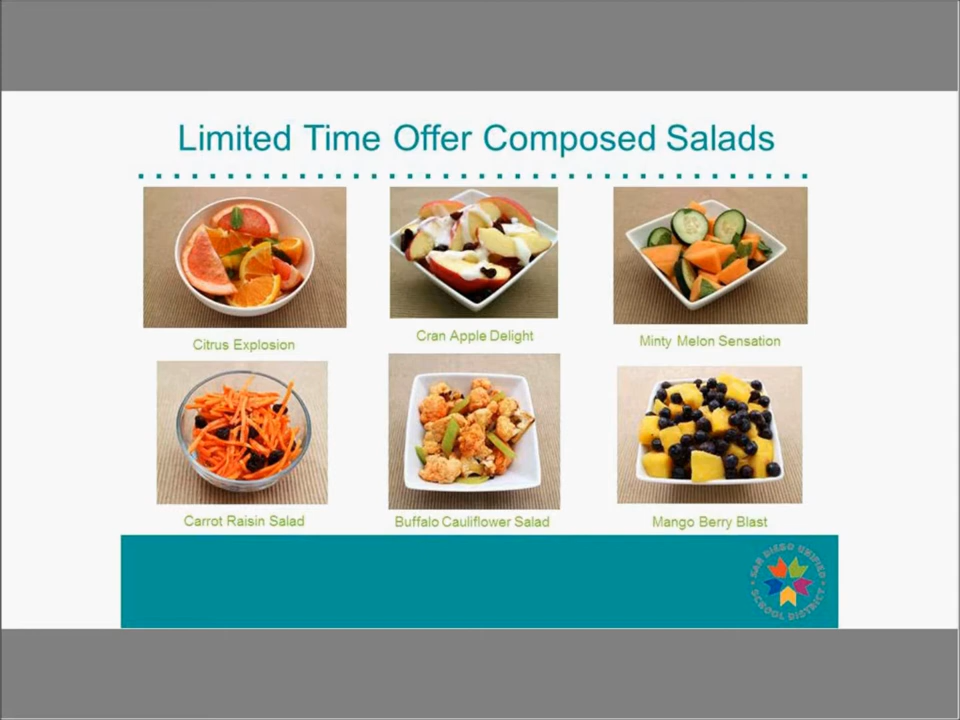 Limited Time Offer Composed Salads
Citrus Explosion
Cran Apple Delight
Minty Melon Sensation
Carrot Raisin Salad
Buffalo Cauliflower Salad
Mango Berry Blast
SAN DIEGO UNIFIED
SCHOOL DISTRICT